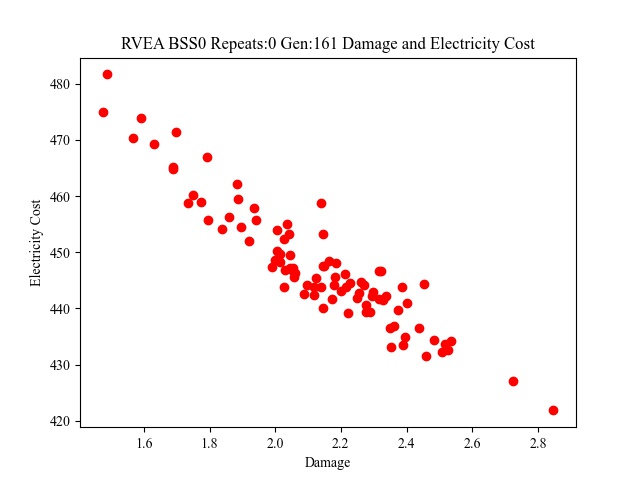 RVEA BSS0 Repeats:0 Gen:161 Damage and Electricity Cost
480
470
460
450
440
430
420
Electricity Cost
1.6 1.8 2.0 2.2 2.4 2.6 2.8
Damage